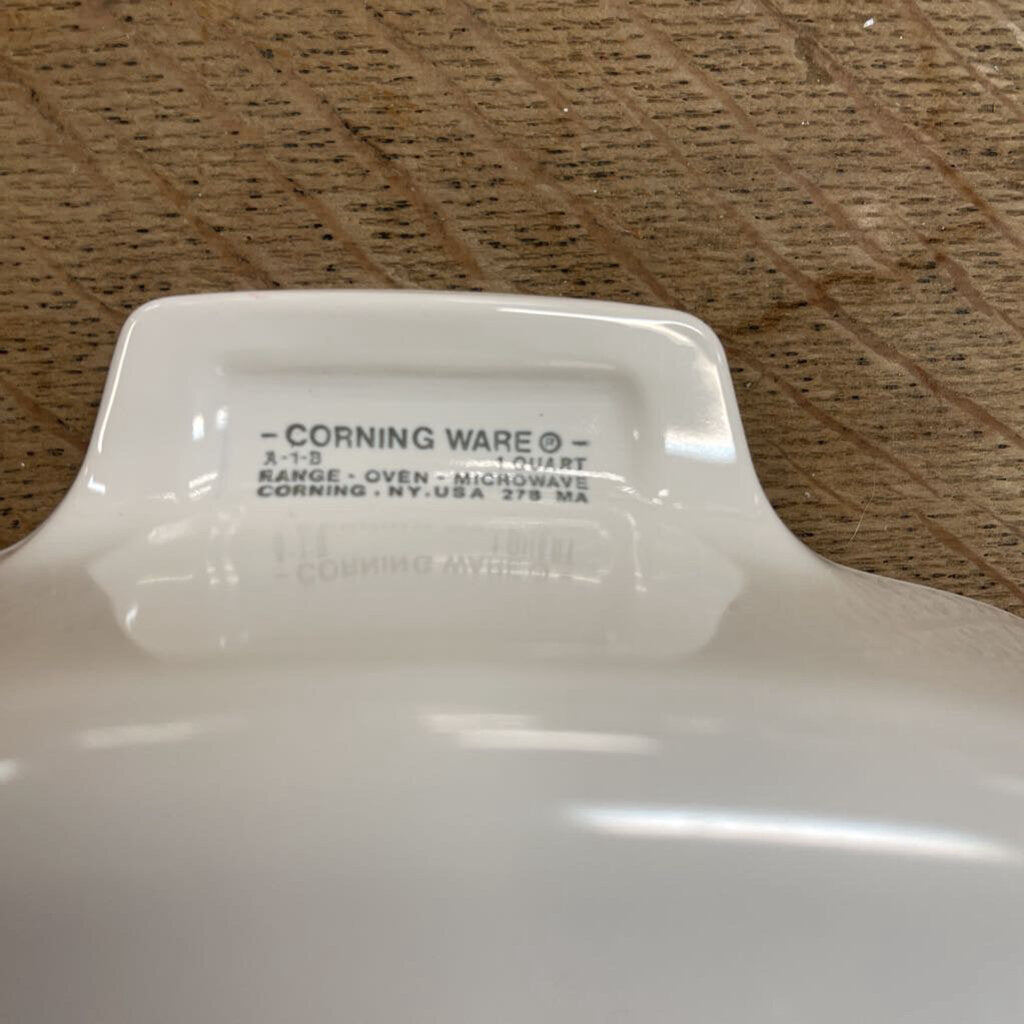 - CORNING WARE ® -
A-1-B 1 QUART
RANGE - OVEN - MICROWAVE
CORNING . NY. USA 278 MA